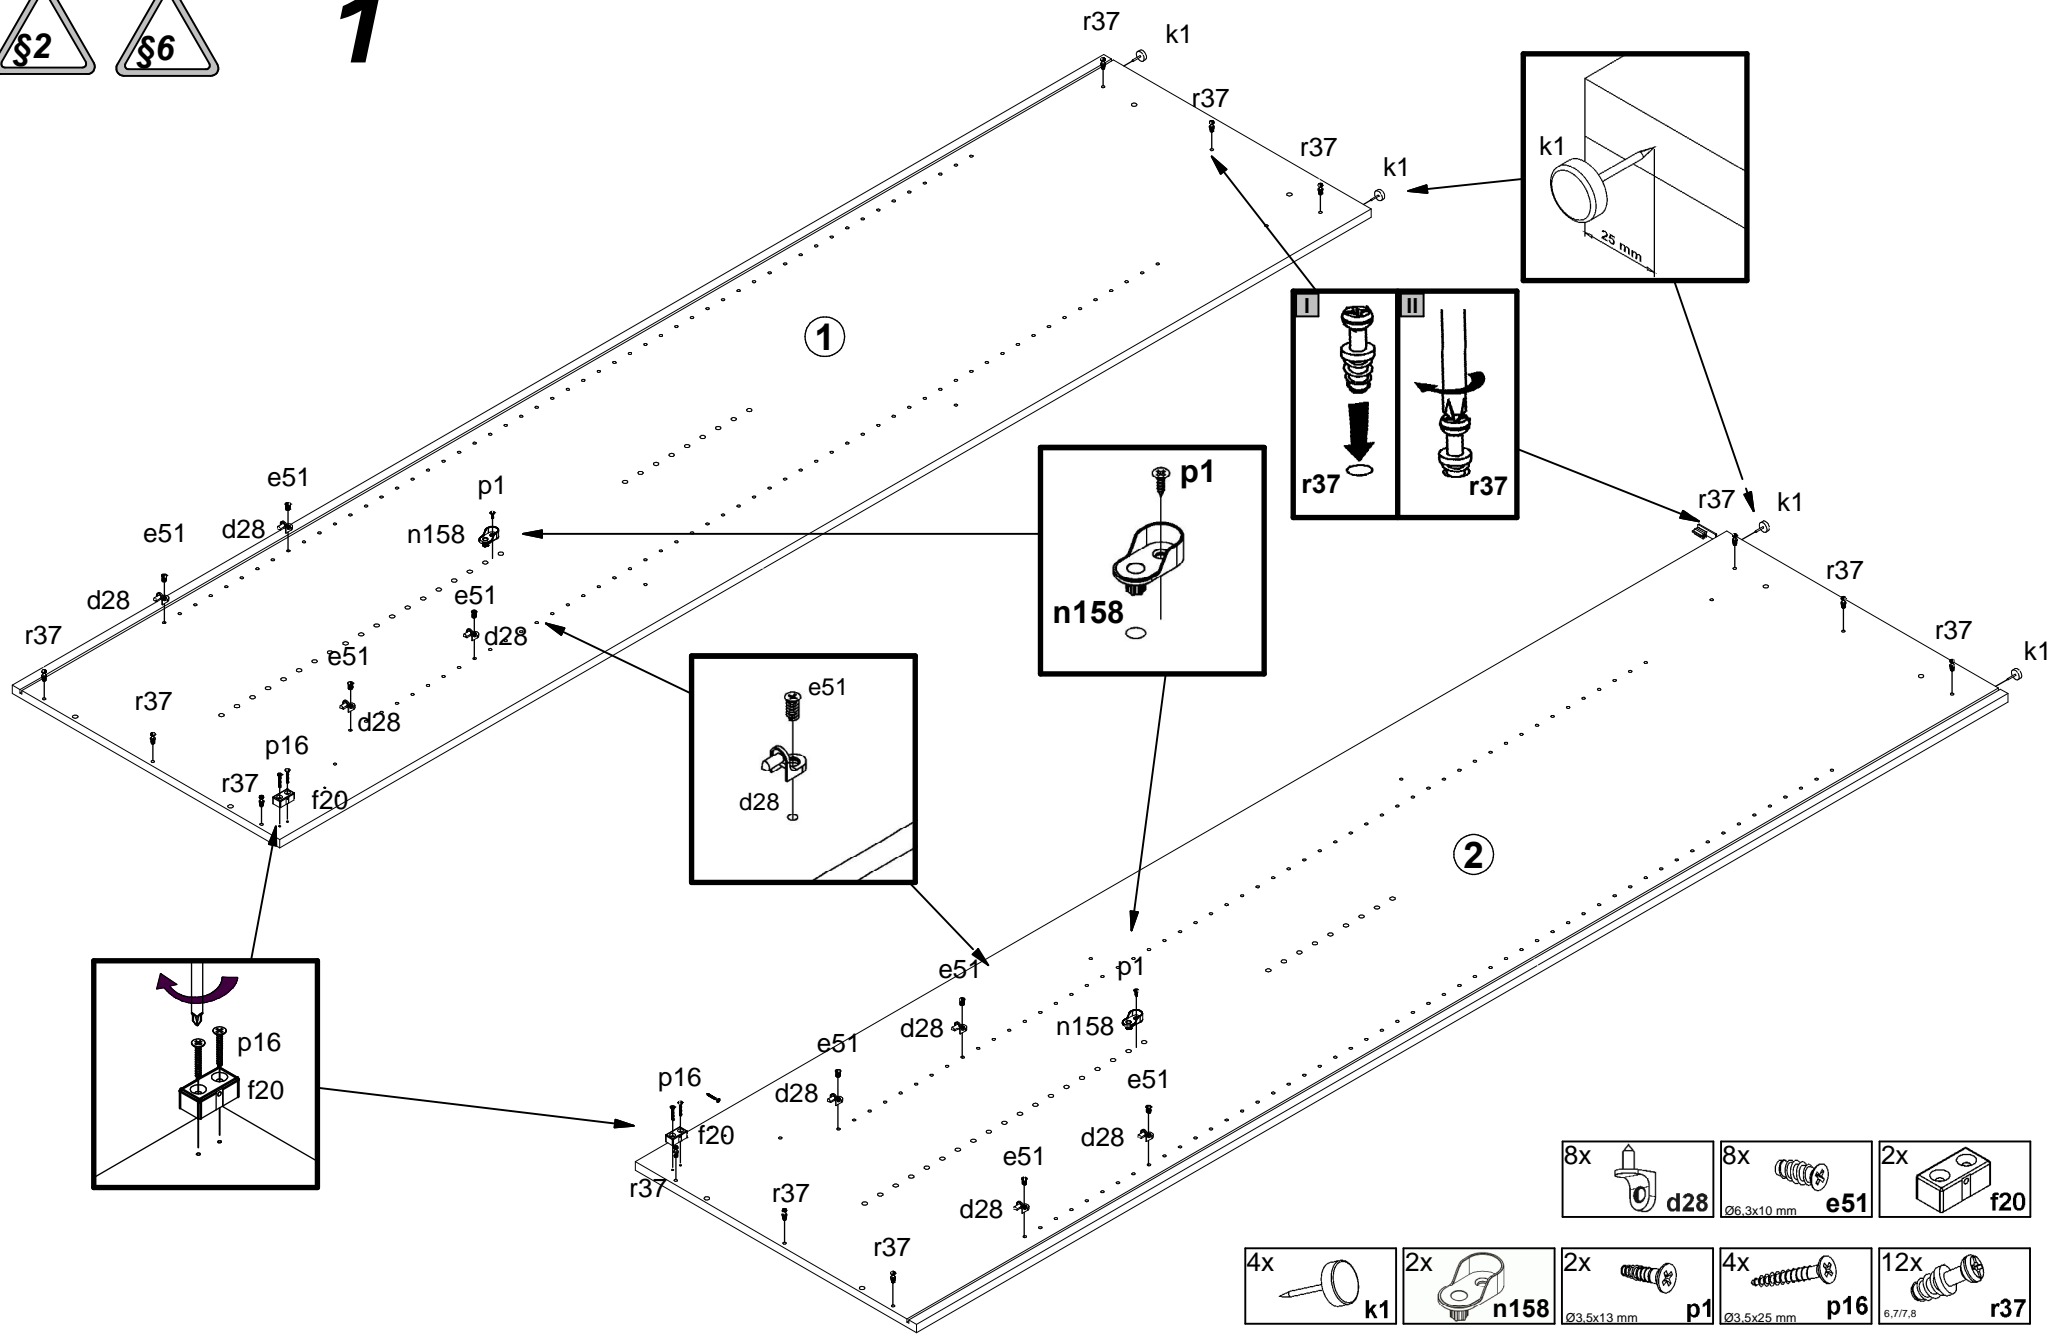 §2
§6
1
r37
k1
r37
r37
k1
k1
25 mm
I
II
r37
r37
1
e51
d28
e51
d28
p1
n158
p1
n158
e51
d28
e51
d28
r37
r37
p16
r37
f20
e51
d28
r37
k1
r37
r37
k1
2
p16
f20
e51
d28
e51
d28
p1
n158
e51
d28
e51
d28
p16
f20
r37
r37
r37
8x
d28
8x
Ø6,3x10 mm
e51
2x
f20
4x
k1
2x
n158
2x
Ø3,5x13 mm
p1
4x
Ø3,5x25 mm
p16
12x
6,7/7,8
r37